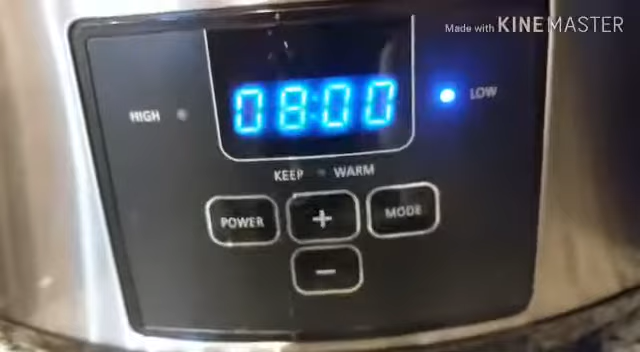 Made with KINEMASTER
08:00
HIGH
LOW
KEEP WARM
POWER
+
MODE
−